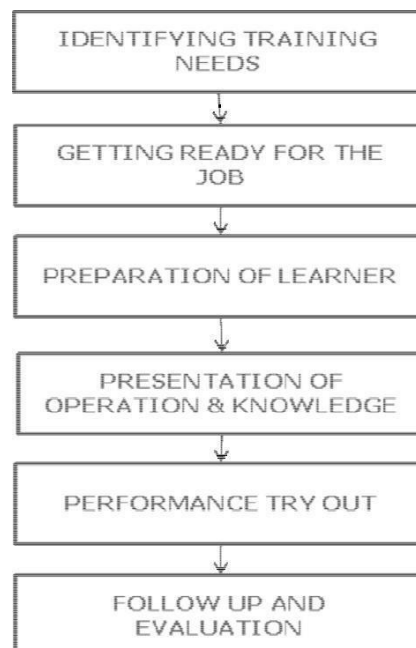 IDENTIFYING TRAINING
NEEDS
GETTING READY FOR THE
JOB
PREPARATION OF LEARNER
PRESENTATION OF
OPERATION & KNOWLEDGE
PERFORMANCE TRY OUT
FOLLOW UP AND
EVALUATION